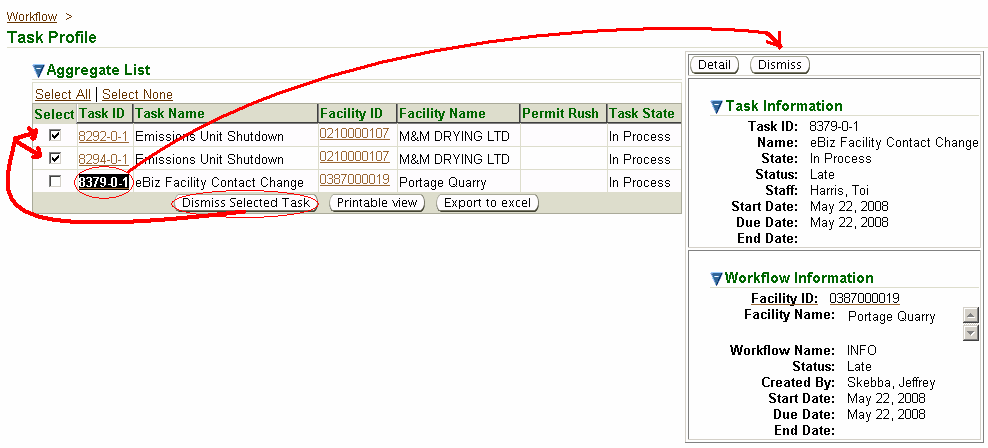 Workflow >
Task Profile
Aggregate List
Select All | Select None
Select Task ID Task Name Facility ID Facility Name Permit Rush Task State
8292-0-1 Emissions Unit Shutdown 0210000107 M&M DRYING LTD In Process
8294-0-1 Emissions Unit Shutdown 0210000107 M&M DRYING LTD In Process
8379-0-1 eBiz Facility Contact Change 0387000019 Portage Quarry In Process
Dismiss Selected Task Printable view Export to excel
Detail Dismiss
Task Information
Task ID: 8379-0-1
Name: eBiz Facility Contact Change
State: In Process
Status: Late
Staff: Harris, Toi
Start Date: May 22, 2008
Due Date: May 22, 2008
End Date:
Workflow Information
Facility ID: 0387000019
Facility Name: Portage Quarry
Workflow Name: INFO
Status: Late
Created By: Skebba, Jeffrey
Start Date: May 22, 2008
Due Date: May 22, 2008
End Date: